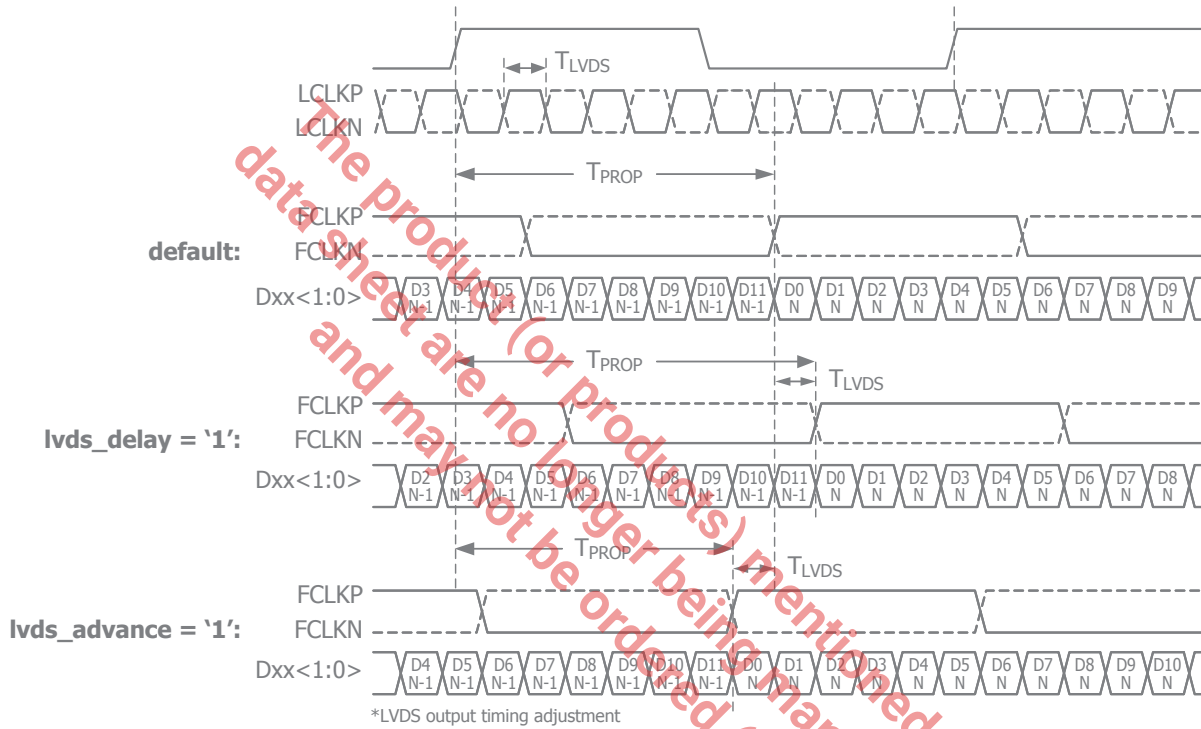 T_LVDS
LCLKP
LCLKN
T_PROP
FCLKP
default: FCLKN
Dxx<1:0> D3 N-1 D4 N-1 D5 N-1 D6 N-1 D7 N-1 D8 N-1 D9 N-1 D10 N-1 D11 N-1 D0 N D1 N D2 N D3 N D4 N D5 N D6 N D7 N D8 N D9 N
T_PROP
T_LVDS
FCLKP
lvds_delay = ‘1’: FCLKN
Dxx<1:0> D2 N-1 D3 N-1 D4 N-1 D5 N-1 D6 N-1 D7 N-1 D8 N-1 D9 N-1 D10 N-1 D11 N-1 D0 N D1 N D2 N D3 N D4 N D5 N D6 N D7 N D8 N
T_PROP
T_LVDS
FCLKP
lvds_advance = ‘1’: FCLKN
Dxx<1:0> D4 N-1 D5 N-1 D6 N-1 D7 N-1 D8 N-1 D9 N-1 D10 N-1 D11 N-1 D0 N D1 N D2 N D3 N D4 N D5 N D6 N D7 N D8 N D9 N D10 N
*LVDS output timing adjustment
The product (or products) mentioned
data sheet are no longer being
and may not be ordered